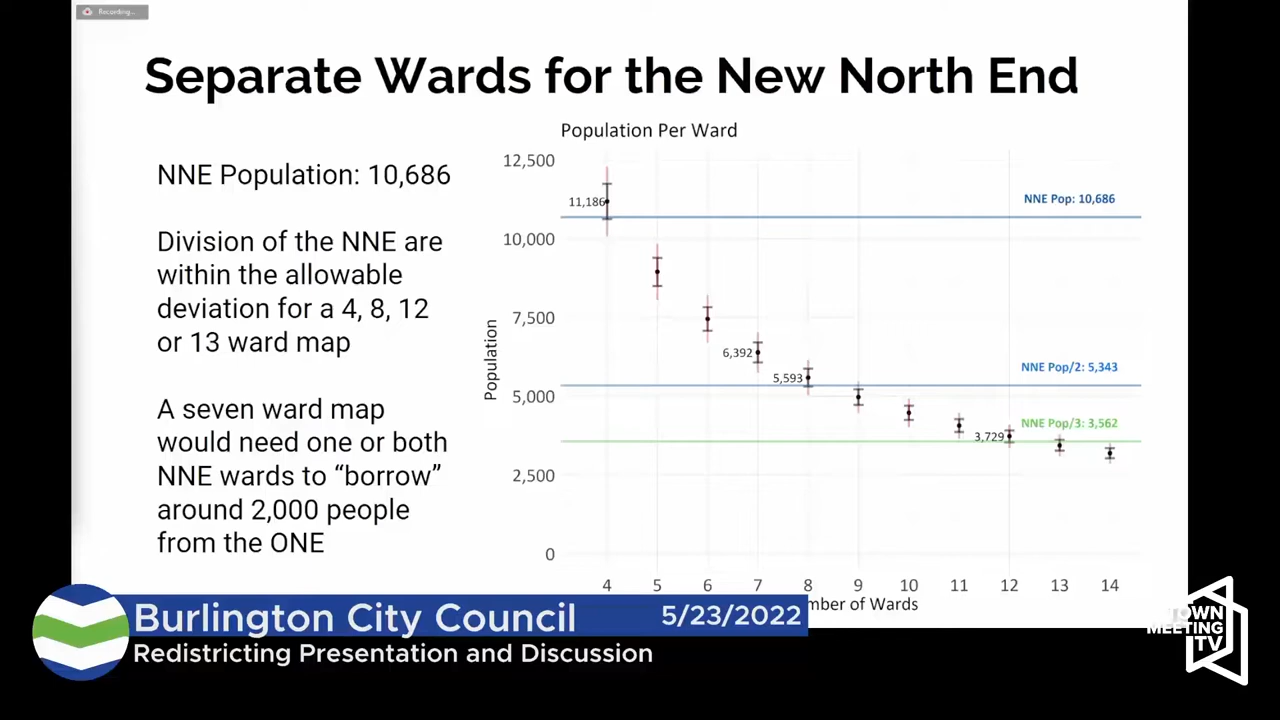 Recording...
Separate Wards for the New North End
NNE Population: 10,686
Division of the NNE are
within the allowable
deviation for a 4, 8, 12
or 13 ward map
A seven ward map
would need one or both
NNE wards to “borrow”
around 2,000 people
from the ONE
Population Per Ward
Population
12,500
10,000
7,500
5,000
2,500
0
11,186
6,392
5,593
3,729
NNE Pop: 10,686
NNE Pop/2: 5,343
NNE Pop/3: 3,562
4 5 6 7 8 9 10 11 12 13 14
mber of Wards
Burlington City Council 5/23/2022
Redistricting Presentation and Discussion
TOWN
MEETING
TV